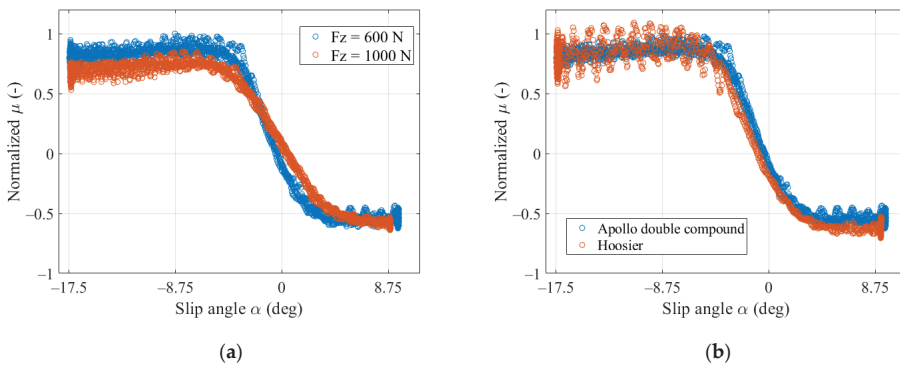 1
0.5
0
−0.5
−1
Normalized μ (-)
Fz = 600 N
Fz = 1000 N
−17.5
−8.75
0
8.75
Slip angle α (deg)
(a)
1
0.5
0
−0.5
−1
Normalized μ (-)
Apollo double compound
Hoosier
−17.5
−8.75
0
8.75
Slip angle α (deg)
(b)